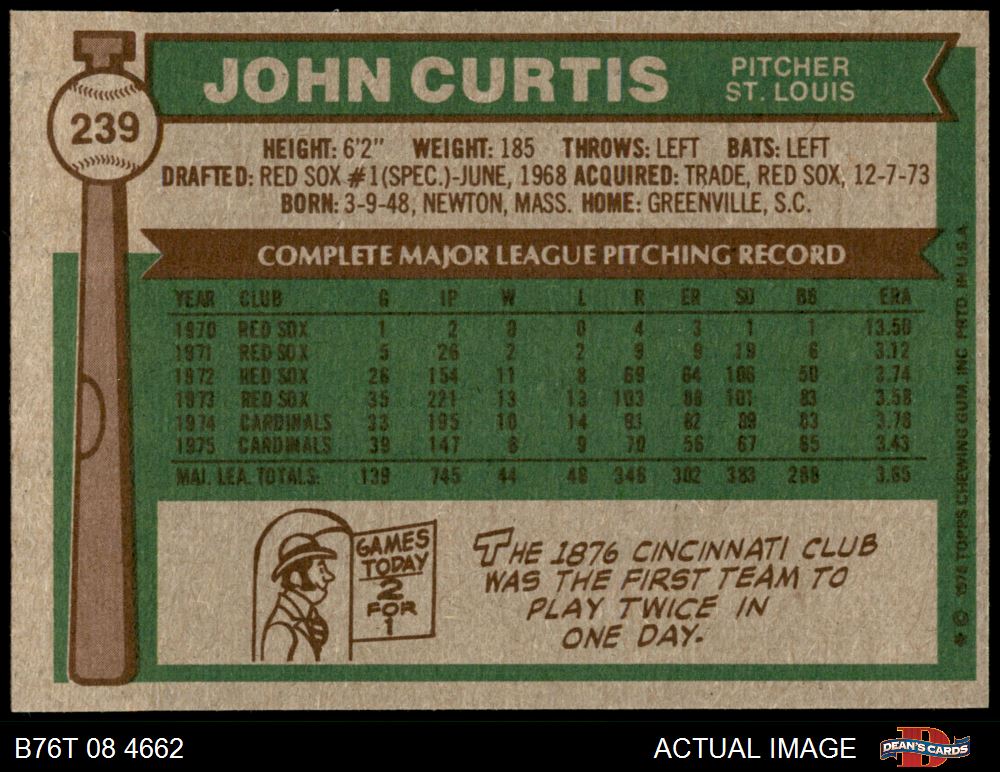 JOHN CURTIS
PITCHER
ST. LOUIS
239
HEIGHT: 6'2" WEIGHT: 185 THROWS: LEFT BATS: LEFT
DRAFTED: RED SOX #1(SPEC.)-JUNE, 1968 ACQUIRED: TRADE, RED SOX, 12-7-73
BORN: 3-9-48, NEWTON, MASS. HOME: GREENVILLE, S.C.
COMPLETE MAJOR LEAGUE PITCHING RECORD
YEAR CLUB G IP W L R ER SO BB ERA
1970 RED SOX 1 2 0 0 4 3 1 1 13.50
1971 RED SOX 5 26 2 2 9 9 19 6 3.12
1972 RED SOX 26 154 11 8 69 64 106 50 3.74
1973 RED SOX 35 221 13 13 103 88 101 83 3.58
1974 CARDINALS 33 195 10 14 91 82 89 83 3.78
1975 CARDINALS 39 147 8 9 70 56 67 65 3.43
MAJ. LEA. TOTALS: 139 745 44 46 346 302 383 288 3.65
GAMES
TODAY
2
FOR
1
THE 1876 CINCINNATI CLUB
WAS THE FIRST TEAM TO
PLAY TWICE IN
ONE DAY.
* © 1976 TOPPS CHEWING GUM, INC. PRTD. IN U.S.A.
B76T 08 4662
ACTUAL IMAGE
D
DEAN'S CARDS